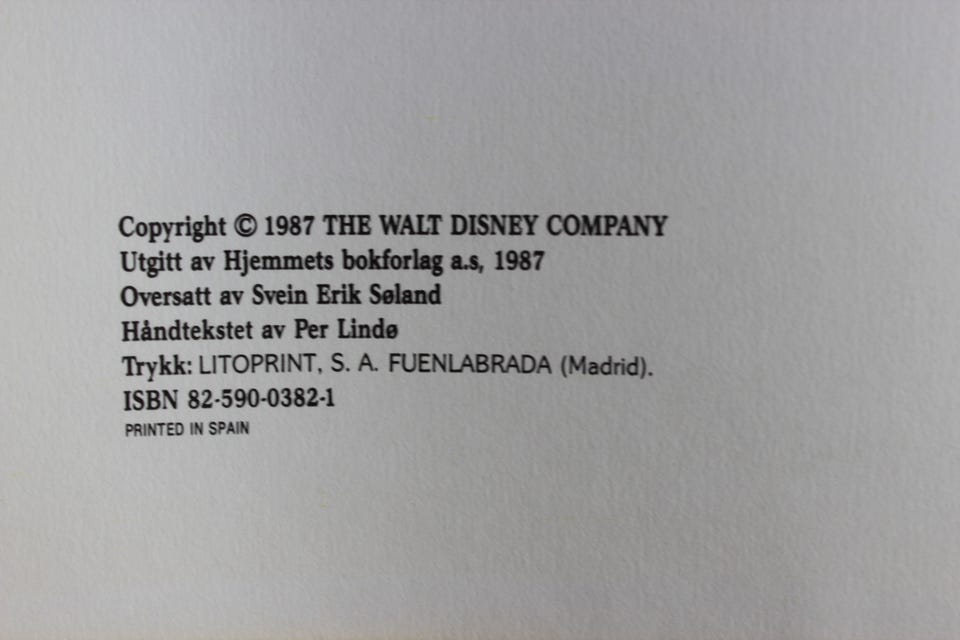 Copyright © 1987 THE WALT DISNEY COMPANY
Utgitt av Hjemmets bokforlag a.s, 1987
Oversatt av Svein Erik Søland
Håndtekstet av Per Lindø
Trykk: LITOPRINT, S. A. FUENLABRADA (Madrid).
ISBN 82-590-0382-1
PRINTED IN SPAIN